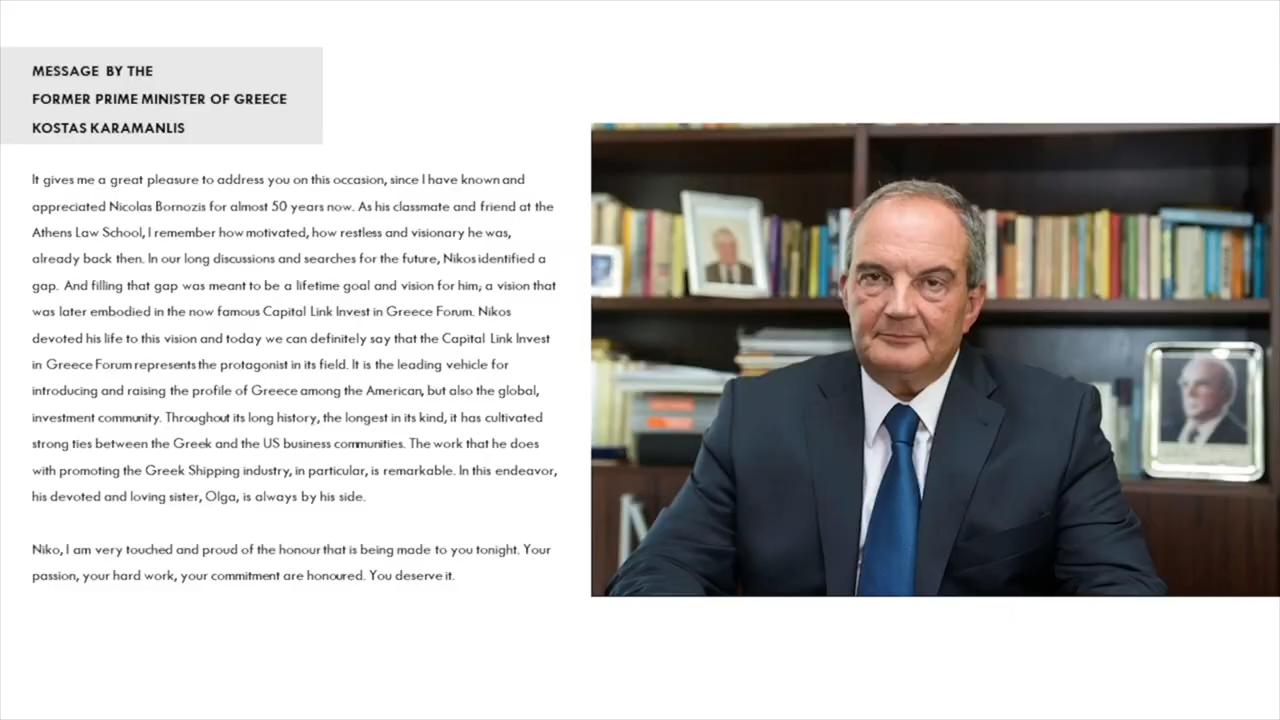 MESSAGE BY THE
FORMER PRIME MINISTER OF GREECE
KOSTAS KARAMANLIS
It gives me a great pleasure to address you on this occasion, since I have known and
appreciated Nicolas Bornozis for almost 50 years now. As his classmate and friend at the
Athens Law School, I remember how motivated, how restless and visionary he was,
already back then. In our long discussions and searches for the future, Nikos identified a
gap. And filling that gap was meant to be a lifetime goal and vision for him; a vision that
was later embodied in the now famous Capital Link Invest in Greece Forum. Nikos
devoted his life to this vision and today we can definitely say that the Capital Link Invest
in Greece Forum represents the protagonist in its field. It is the leading vehicle for
introducing and raising the profile of Greece among the American, but also the global,
investment community. Throughout its long history, the longest in its kind, it has cultivated
strong ties between the Greek and the US business communities. The work that he does
with promoting the Greek Shipping industry, in particular, is remarkable. In this endeavor,
his devoted and loving sister, Olga, is always by his side.
Niko, I am very touched and proud of the honour that is being made to you tonight. Your
passion, your hard work, your commitment are honoured. You deserve it.